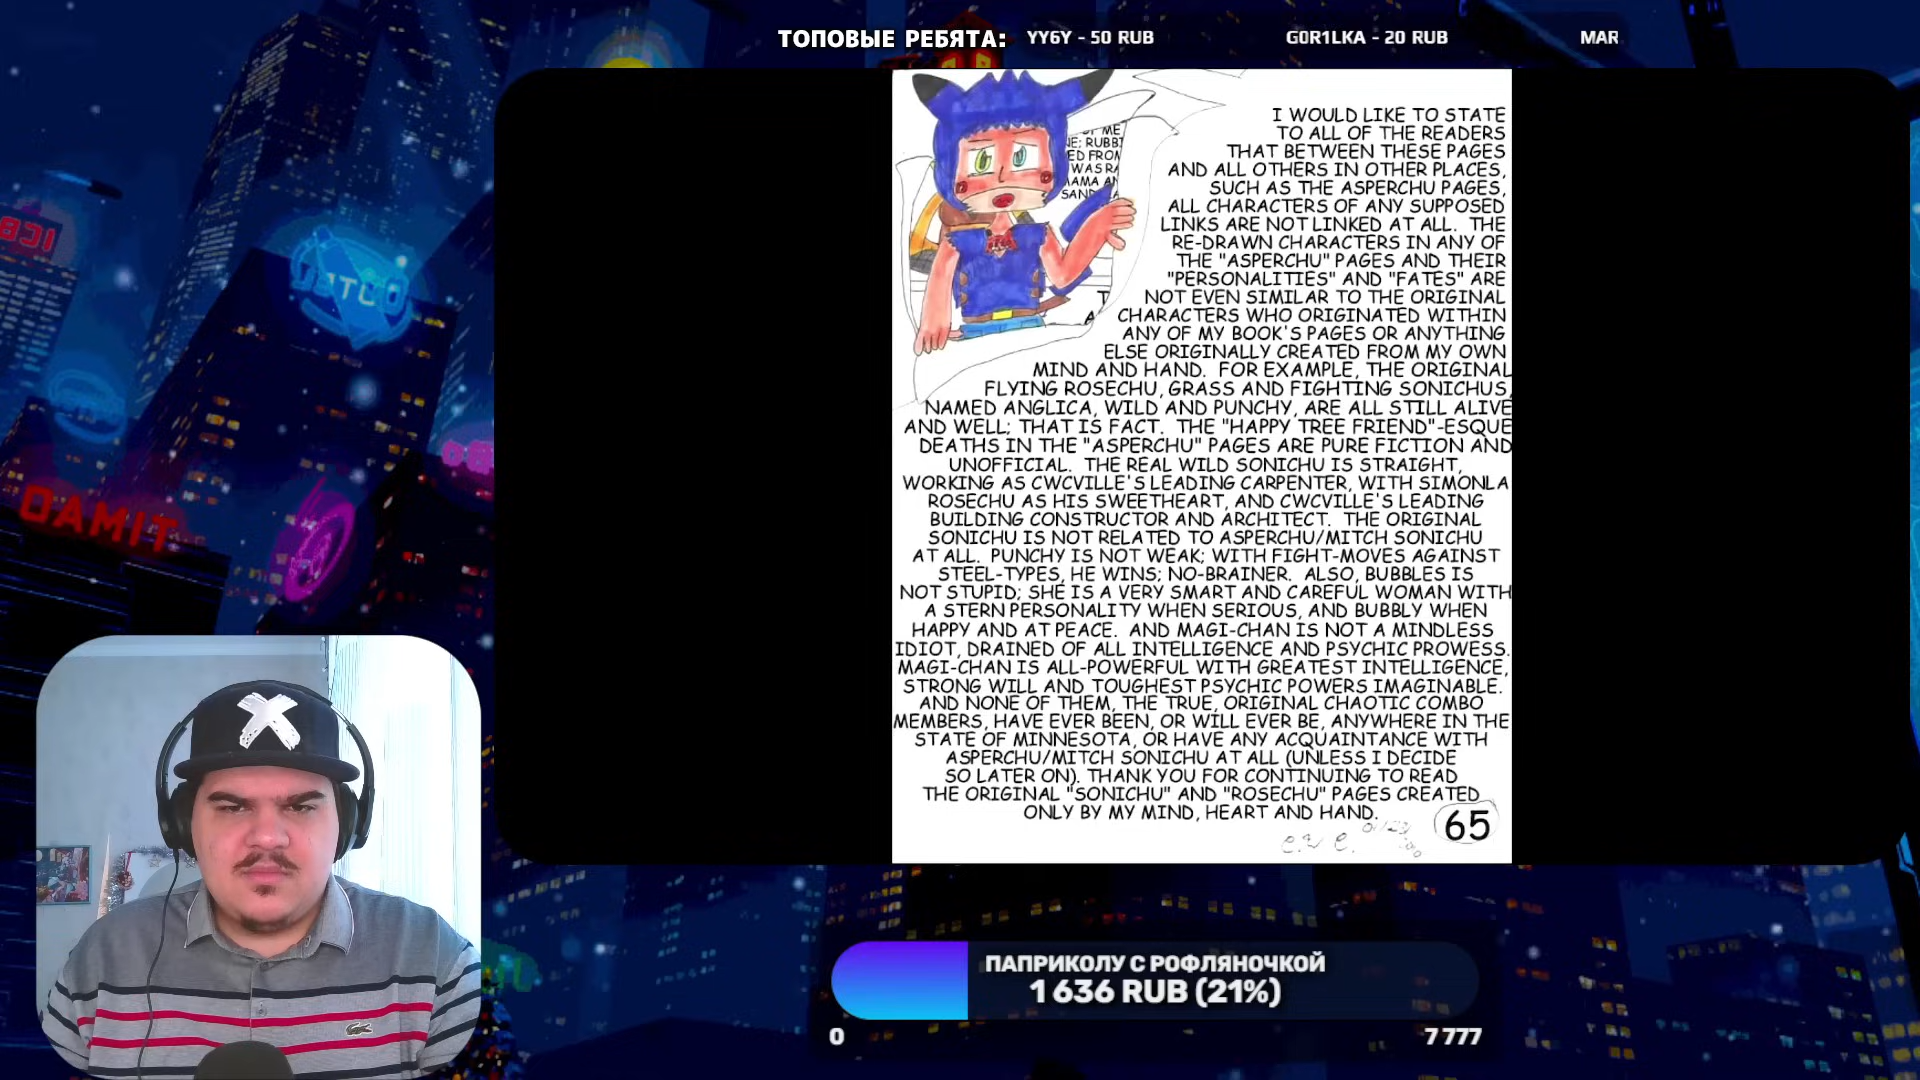 ТОПОВЫЕ РЕБЯТА: YY6Y - 50 RUB G0R1LKA - 20 RUB MAR
I WOULD LIKE TO STATE
TO ALL OF THE READERS
THAT BETWEEN THESE PAGES
AND ALL OTHERS IN OTHER PLACES,
SUCH AS THE ASPERCHU PAGES,
ALL CHARACTERS OF ANY SUPPOSED
LINKS ARE NOT LINKED AT ALL. THE
RE-DRAWN CHARACTERS IN ANY OF
THE "ASPERCHU" PAGES AND THEIR
"PERSONALITIES" AND "FATES" ARE
NOT EVEN SIMILAR TO THE ORIGINAL
CHARACTERS WHO ORIGINATED WITHIN
ANY OF MY BOOK'S PAGES OR ANYTHING
ELSE ORIGINALLY CREATED FROM MY OWN
MIND AND HAND. FOR EXAMPLE, THE ORIGINAL
FLYING ROSECHU, GRASS AND FIGHTING SONICHUS,
NAMED ANGLICA, WILD AND PUNCHY, ARE ALL STILL ALIVE
AND WELL; THAT IS FACT. THE "HAPPY TREE FRIEND"-ESQUE
DEATHS IN THE "ASPERCHU" PAGES ARE PURE FICTION AND
UNOFFICIAL. THE REAL WILD SONICHU IS STRAIGHT,
WORKING AS CWCVILLE'S LEADING CARPENTER, WITH SIMONLA
ROSECHU AS HIS SWEETHEART, AND CWCVILLE'S LEADING
BUILDING CONSTRUCTOR AND ARCHITECT. THE ORIGINAL
SONICHU IS NOT RELATED TO ASPERCHU/MITCH SONICHU
AT ALL. PUNCHY IS NOT WEAK; WITH FIGHT-MOVES AGAINST
STEEL-TYPES, HE WINS; NO-BRAINER. ALSO, BUBBLES IS
NOT STUPID; SHE IS A VERY SMART AND CAREFUL WOMAN WITH
A STERN PERSONALITY WHEN SERIOUS, AND BUBBLY WHEN
HAPPY AND AT PEACE. AND MAGI-CHAN IS NOT A MINDLESS
IDIOT, DRAINED OF ALL INTELLIGENCE AND PSYCHIC PROWESS.
MAGI-CHAN IS ALL-POWERFUL WITH GREATEST INTELLIGENCE,
STRONG WILL AND TOUGHEST PSYCHIC POWERS IMAGINABLE.
AND NONE OF THEM, THE TRUE, ORIGINAL CHAOTIC COMBO
MEMBERS, HAVE EVER BEEN, OR WILL EVER BE, ANYWHERE IN THE
STATE OF MINNESOTA, OR HAVE ANY ACQUAINTANCE WITH
ASPERCHU/MITCH SONICHU AT ALL (UNLESS I DECIDE
SO LATER ON). THANK YOU FOR CONTINUING TO READ
THE ORIGINAL "SONICHU" AND "ROSECHU" PAGES CREATED
ONLY BY MY MIND, HEART AND HAND.
65
ПАПРИКОЛУ С РОФЛЯНОЧКОЙ
1 636 RUB (21%)
0 7 777